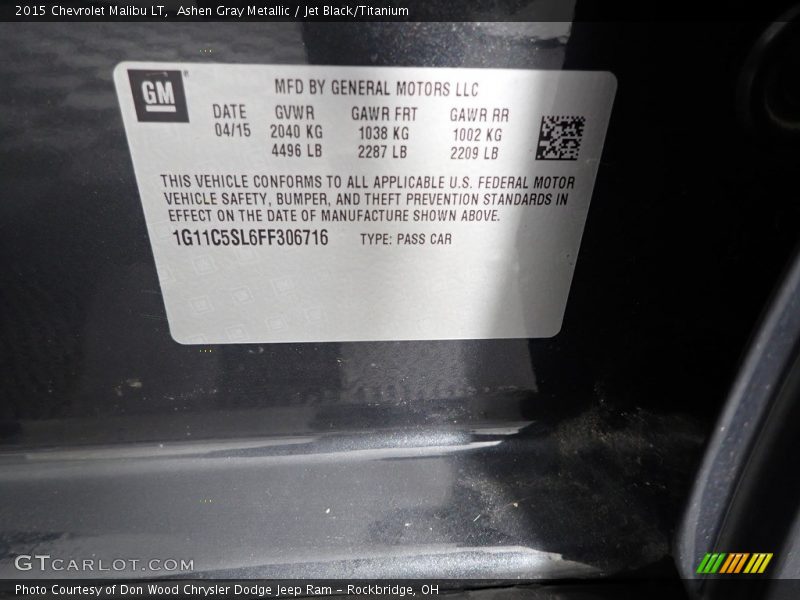 2015 Chevrolet Malibu LT, Ashen Gray Metallic / Jet Black/Titanium
GM
MFD BY GENERAL MOTORS LLC
DATE GVWR GAWR FRT GAWR RR
04/15 2040 KG 1038 KG 1002 KG
4496 LB 2287 LB 2209 LB
THIS VEHICLE CONFORMS TO ALL APPLICABLE U.S. FEDERAL MOTOR
VEHICLE SAFETY, BUMPER, AND THEFT PREVENTION STANDARDS IN
EFFECT ON THE DATE OF MANUFACTURE SHOWN ABOVE.
1G11C5SL6FF306716 TYPE: PASS CAR
GTCARLOT.COM
Photo Courtesy of Don Wood Chrysler Dodge Jeep Ram - Rockbridge, OH